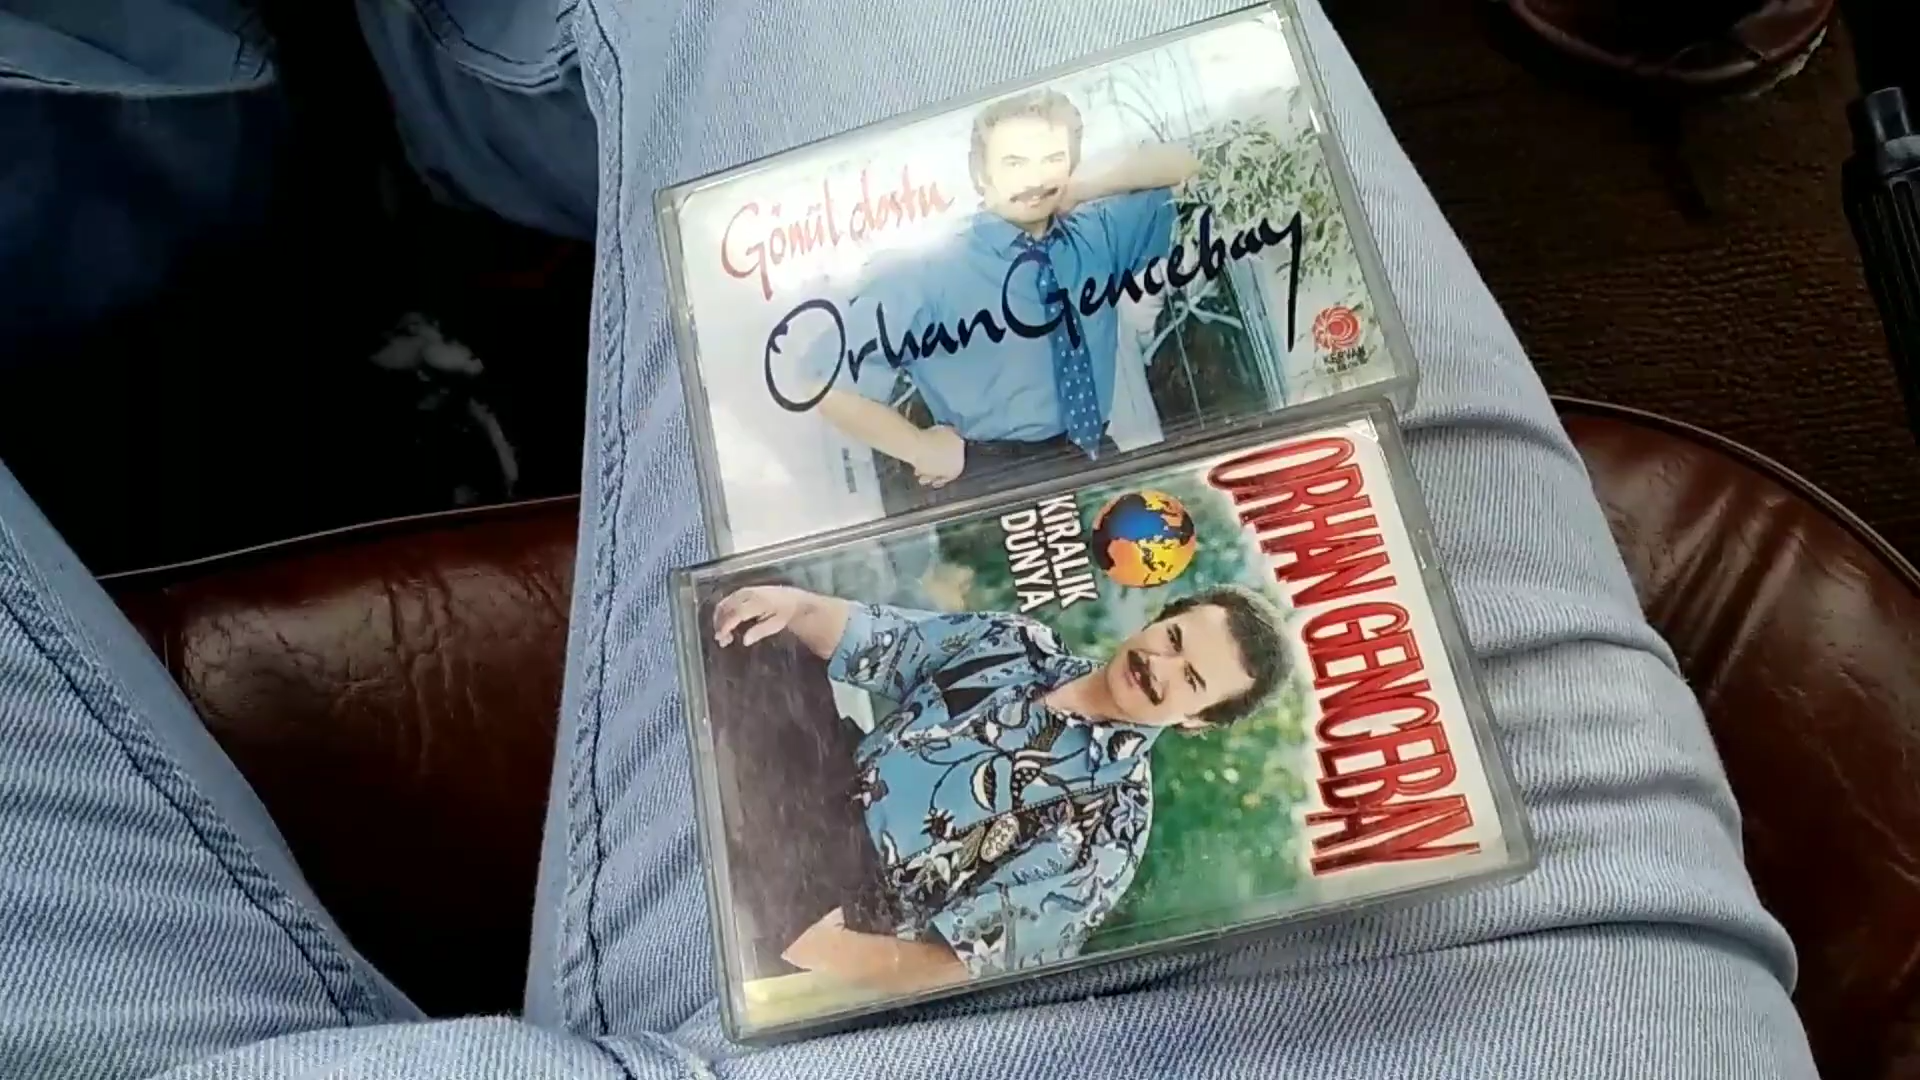 Gönül dostu
Orhan Gencebay
KERVAN
ORHAN GENCEBAY
KİRALIK
DÜNYA